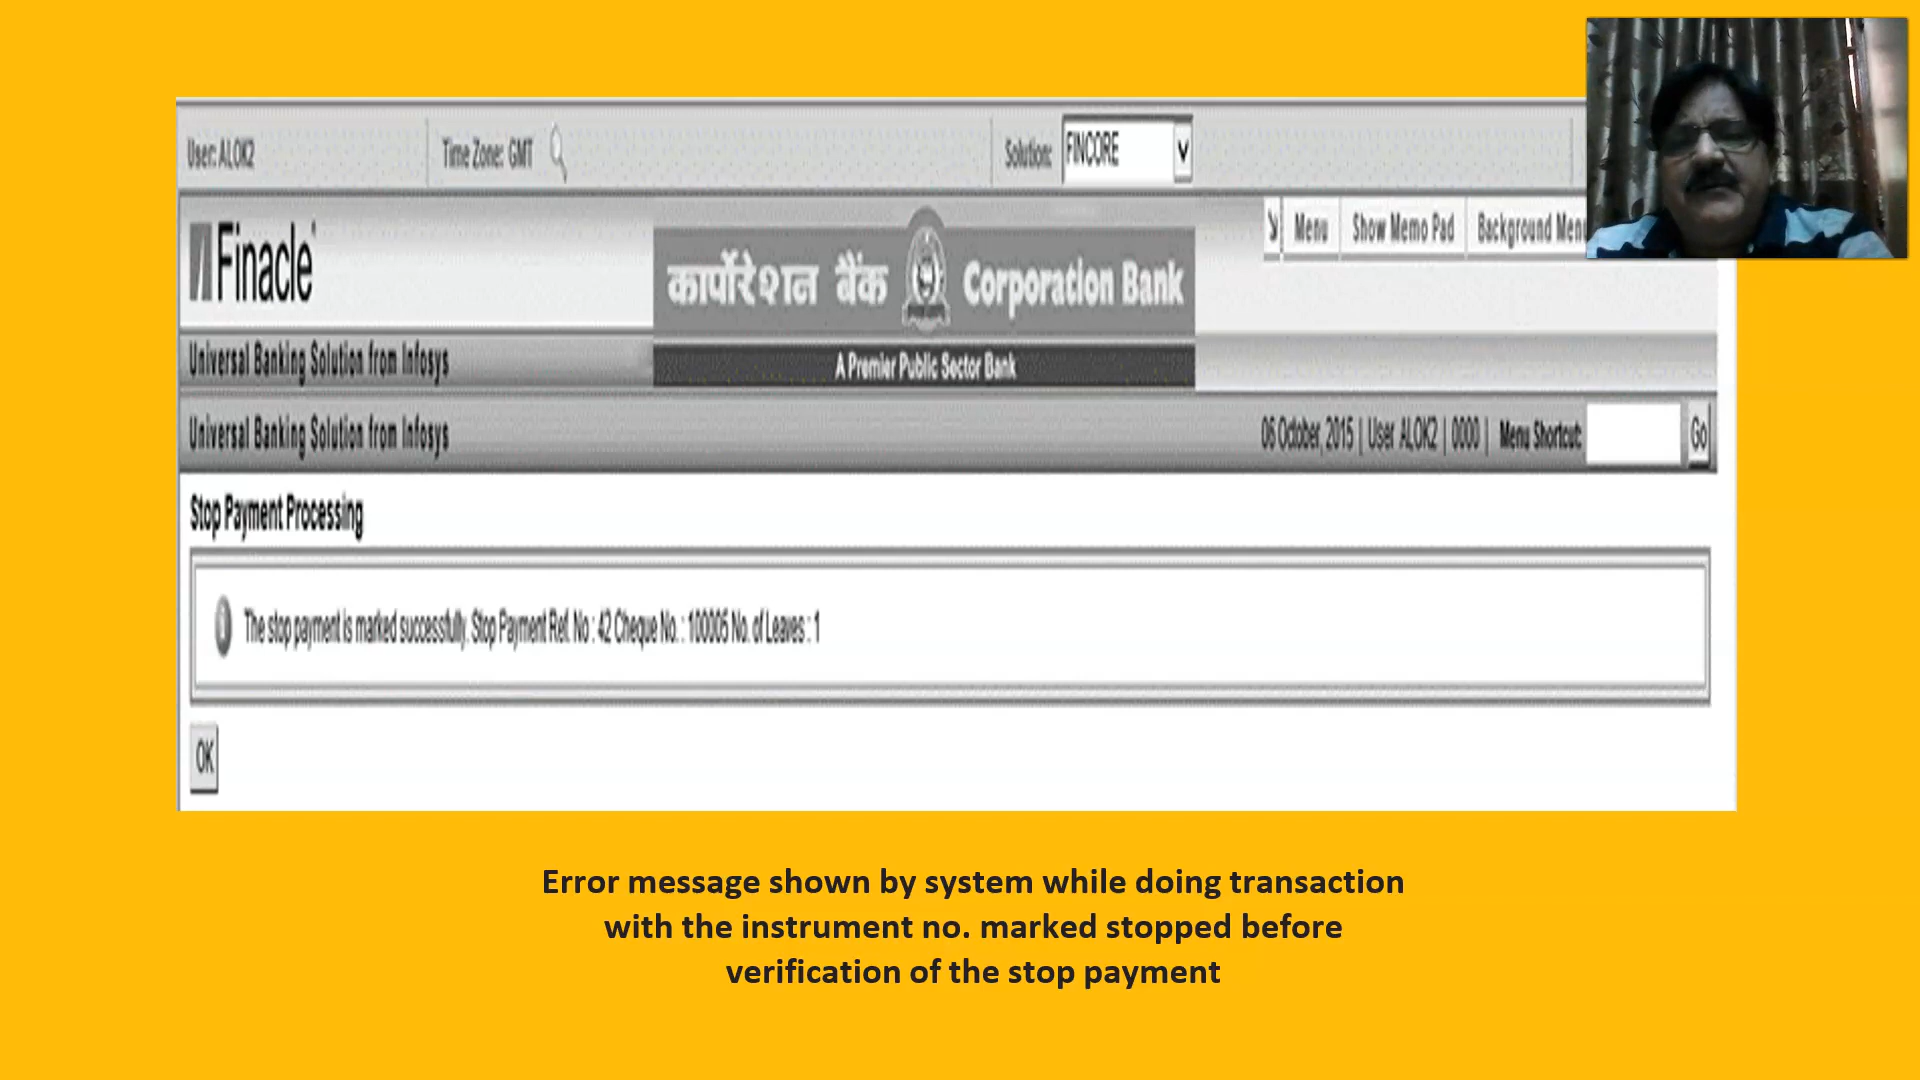 User: ALOK2 Time Zone: GMT Solution: FINCORE
Finacle
कार्पोरेशन बैंक Corporation Bank
Menu Show Memo Pad Background Menu
Universal Banking Solution from Infosys
A Premier Public Sector Bank
Universal Banking Solution from Infosys 06 October, 2015 | User ALOK2 | 0000 | Menu Shortcut: Go
Stop Payment Processing
The stop payment is marked successfully. Stop Payment Ref. No : 42 Cheque No. : 100005 No. of Leaves : 1
OK
Error message shown by system while doing transaction
with the instrument no. marked stopped before
verification of the stop payment